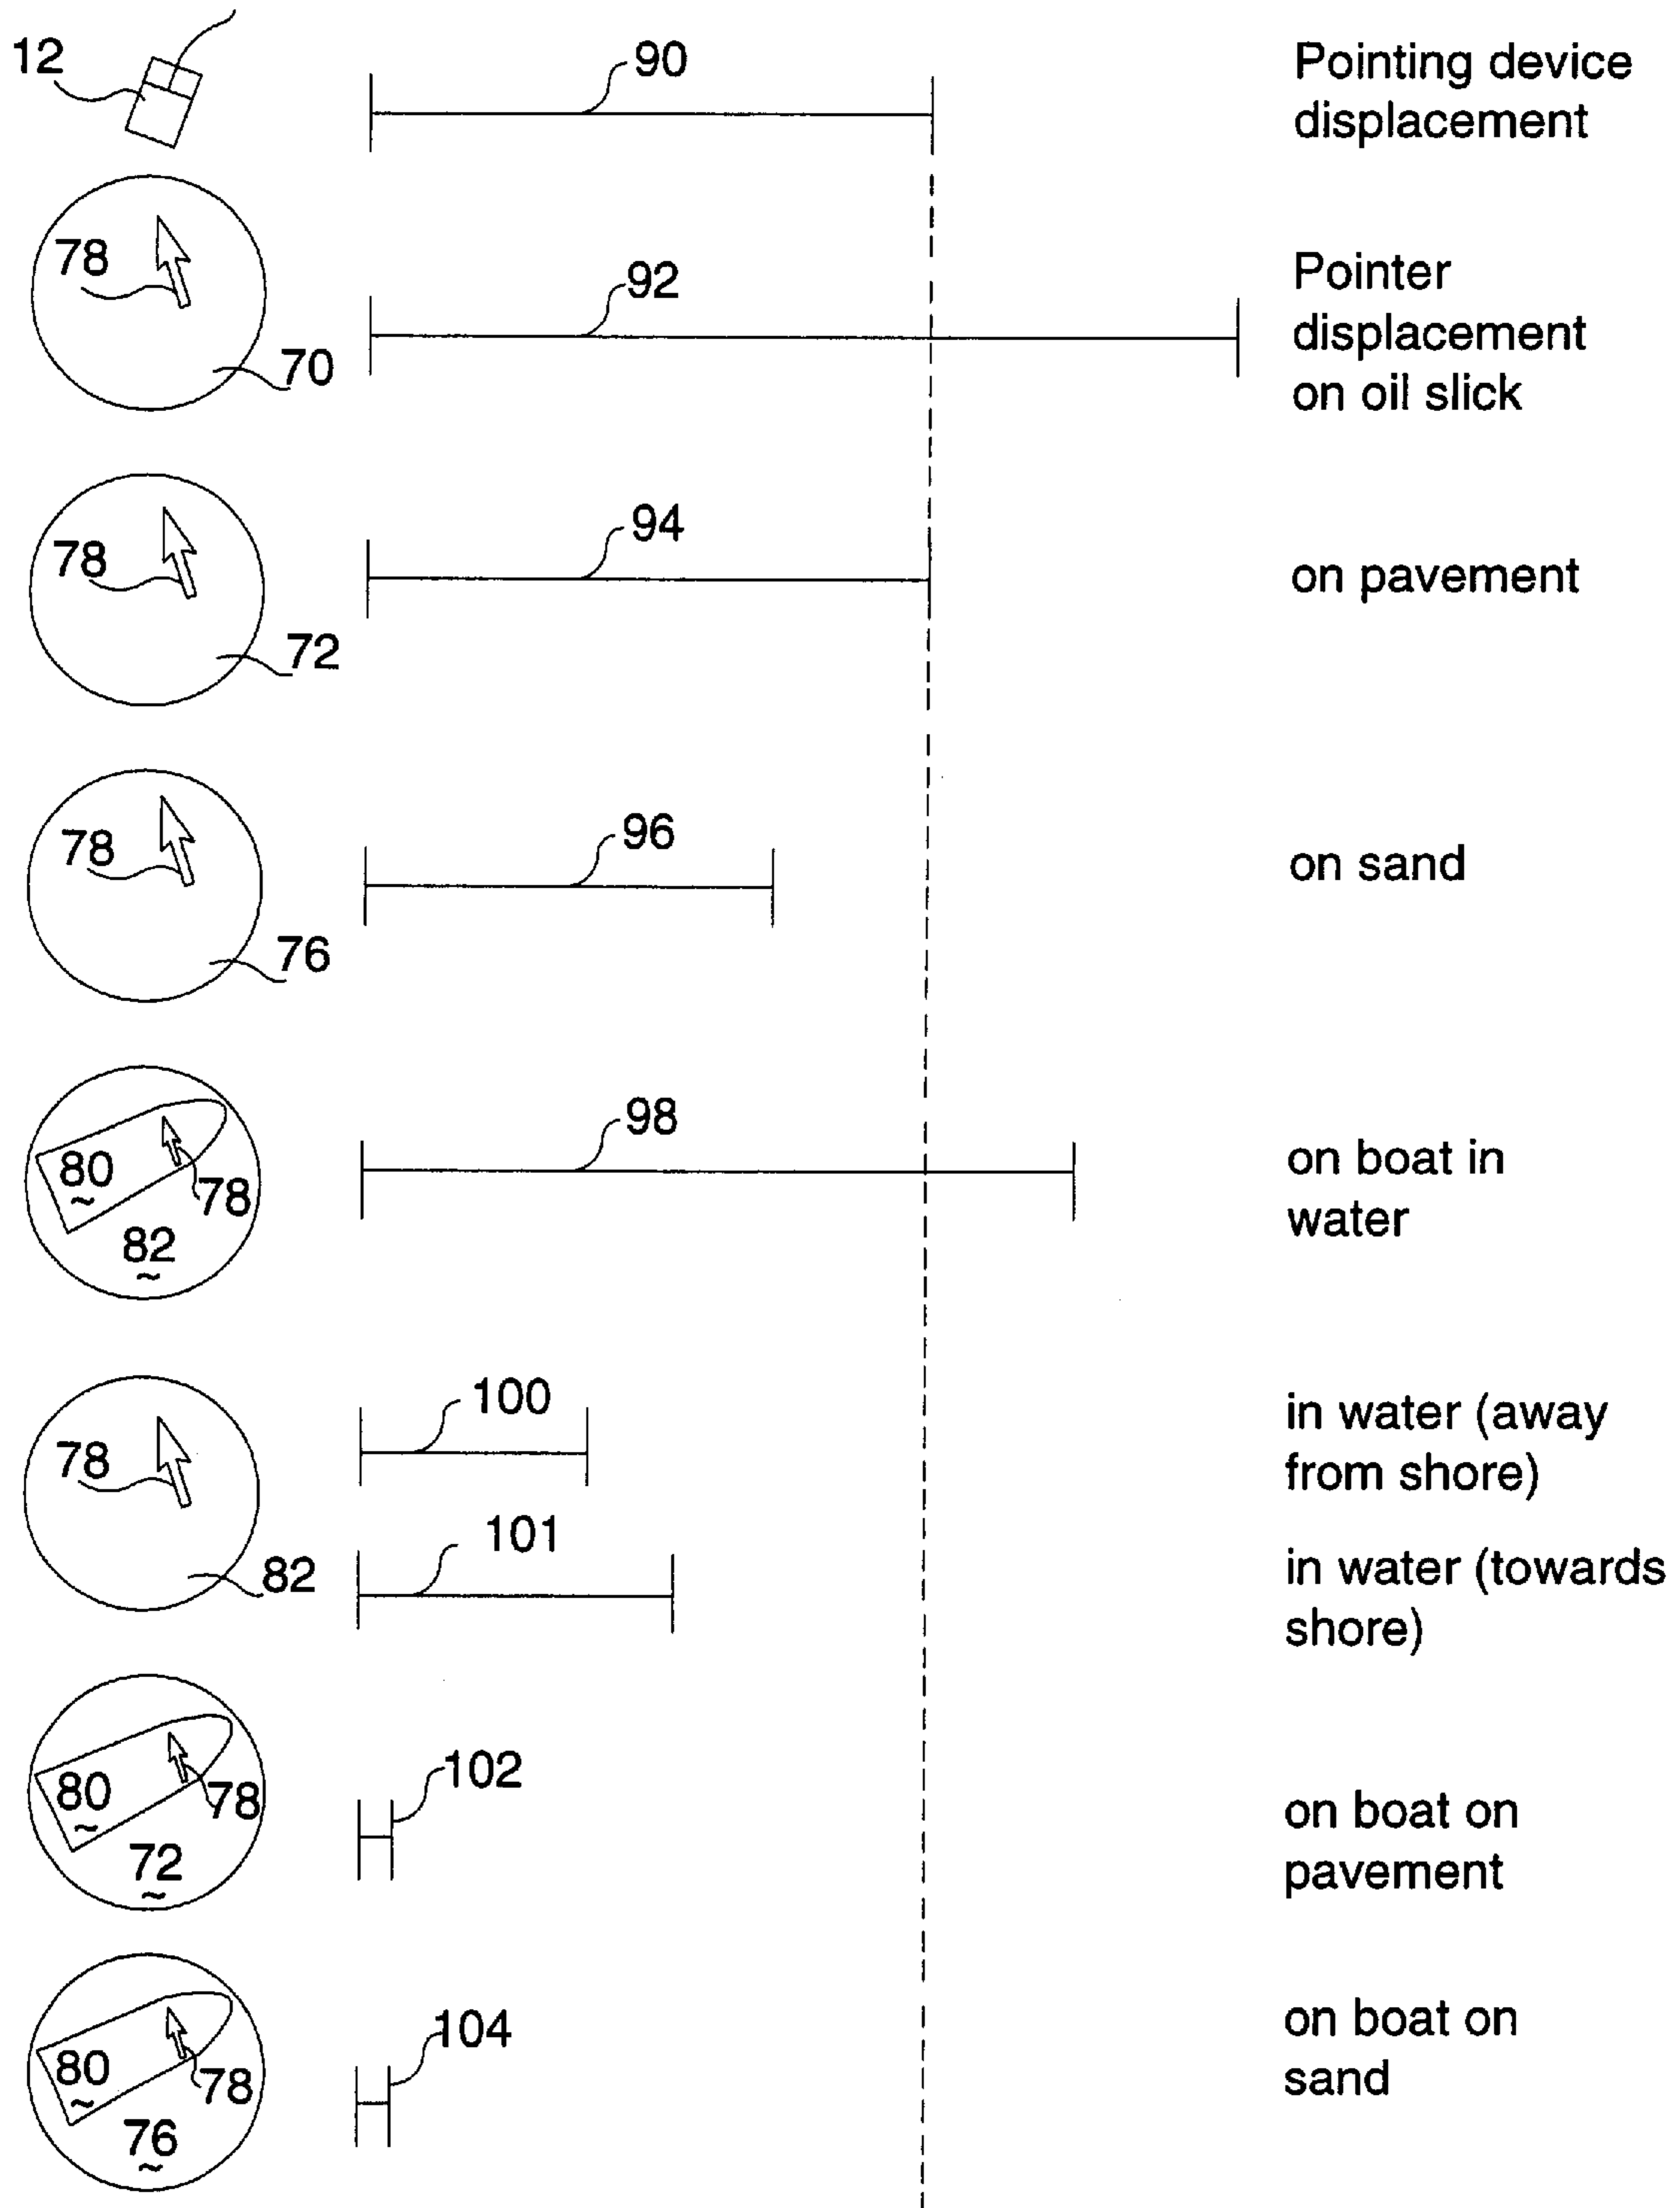 12
90
Pointing device
displacement
78
92
70
Pointer
displacement
on oil slick
78
94
72
on pavement
78
96
76
on sand
80
78
82
98
on boat in
water
78
100
82
in water (away
from shore)
101
in water (towards
shore)
80
78
72
102
on boat on
pavement
80
78
76
104
on boat on
sand